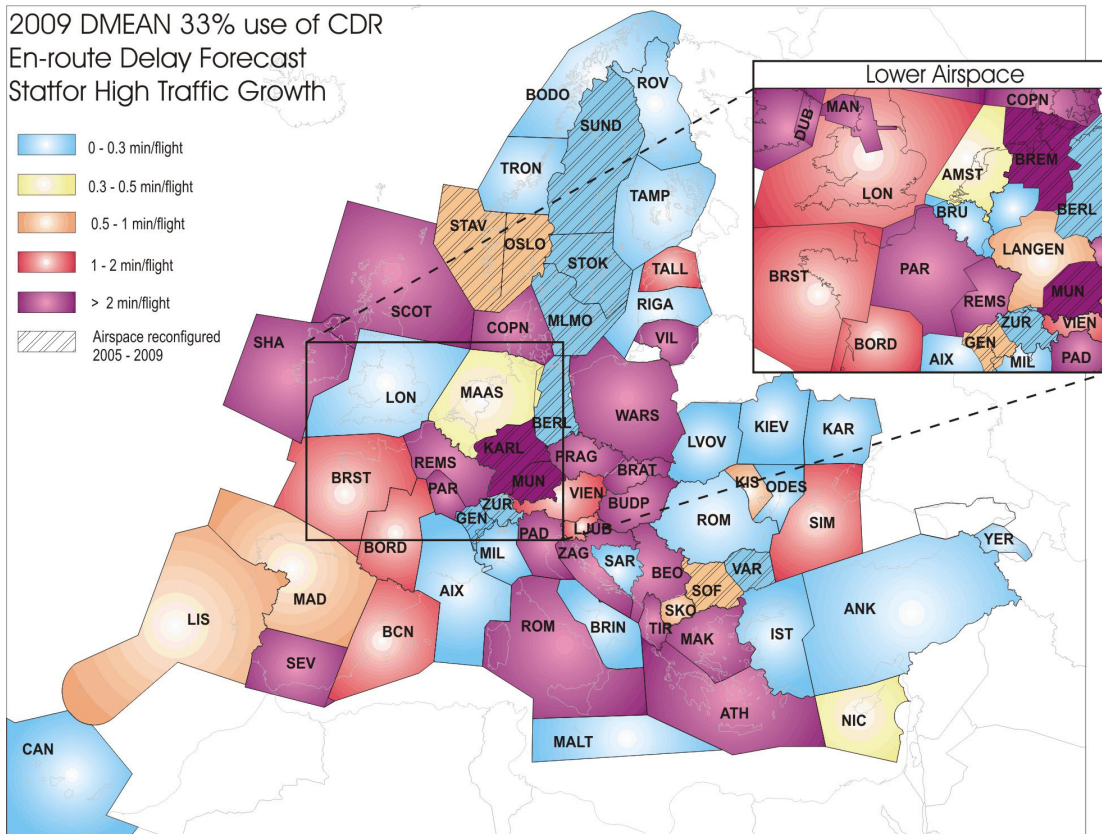 2009 DMEAN 33% use of CDR
En-route Delay Forecast
Statfor High Traffic Growth
0 - 0.3 min/flight
0.3 - 0.5 min/flight
0.5 - 1 min/flight
1 - 2 min/flight
> 2 min/flight
Airspace reconfigured
2005 - 2009
Lower Airspace
MAN
COPN
DUB
BREM
AMST
LON
BRU
BERL
LANGEN
BRST
PAR
REMS
MUN
ZUR
VIEN
BORD
GEN
AIX
MIL
PAD
BODO
ROV
SUND
TRON
TAMP
STAV
OSLO
STOK
TALL
SCOT
RIGA
MLMO
COPN
VIL
SHA
LON
MAAS
WARS
BERL
LVOV
KIEV
KAR
KARL
PRAG
REMS
BRAT
BRST
PAR
MUN
VIEN
KIS
ODES
BUDP
ZUR
GEN
ROM
SIM
LJUB
PAD
BORD
MIL
ZAG
SAR
YER
BEO
VAR
AIX
SOF
MAD
SKO
ANK
LIS
BCN
ROM
BRIN
TIR
MAK
IST
SEV
ATH
NIC
MALT
CAN